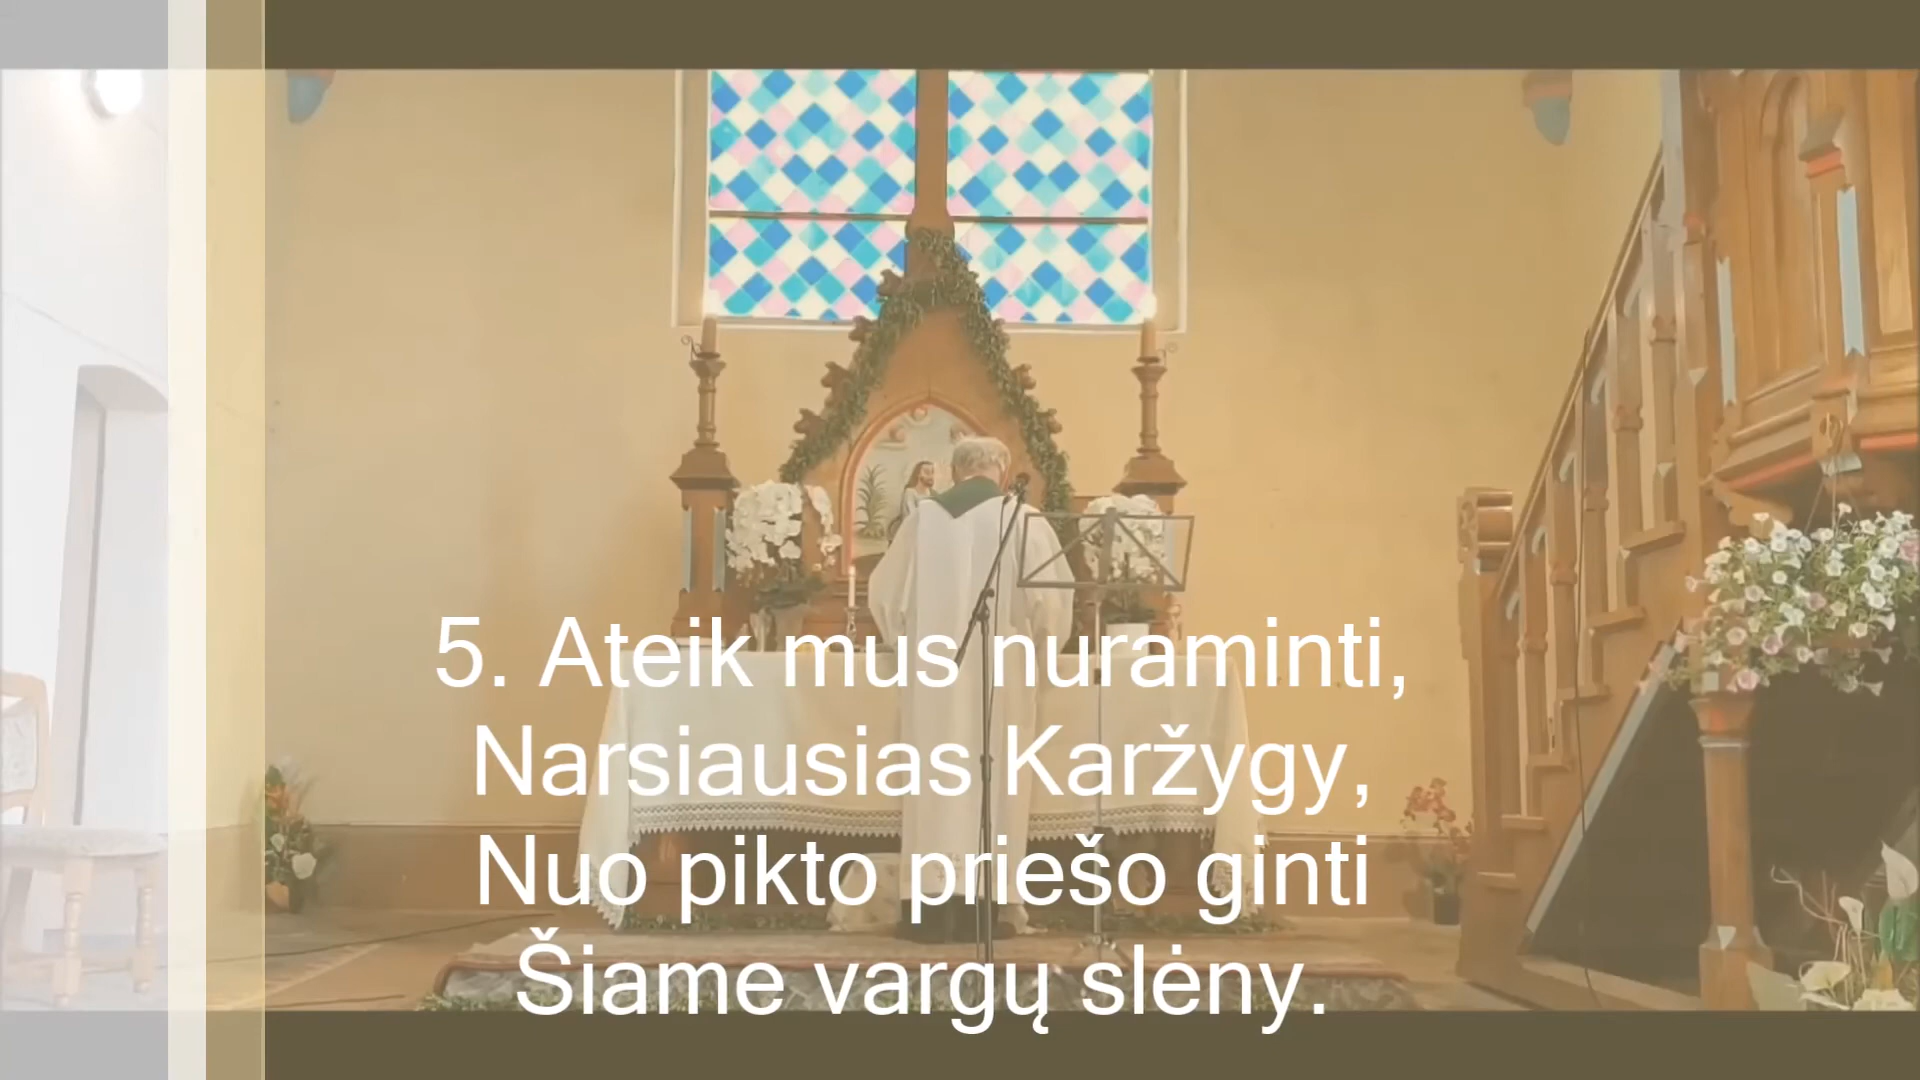 5. Ateik mus nuraminti,
Narsiausias Karžygy,
Nuo pikto priešo ginti
Šiame vargų slėny.